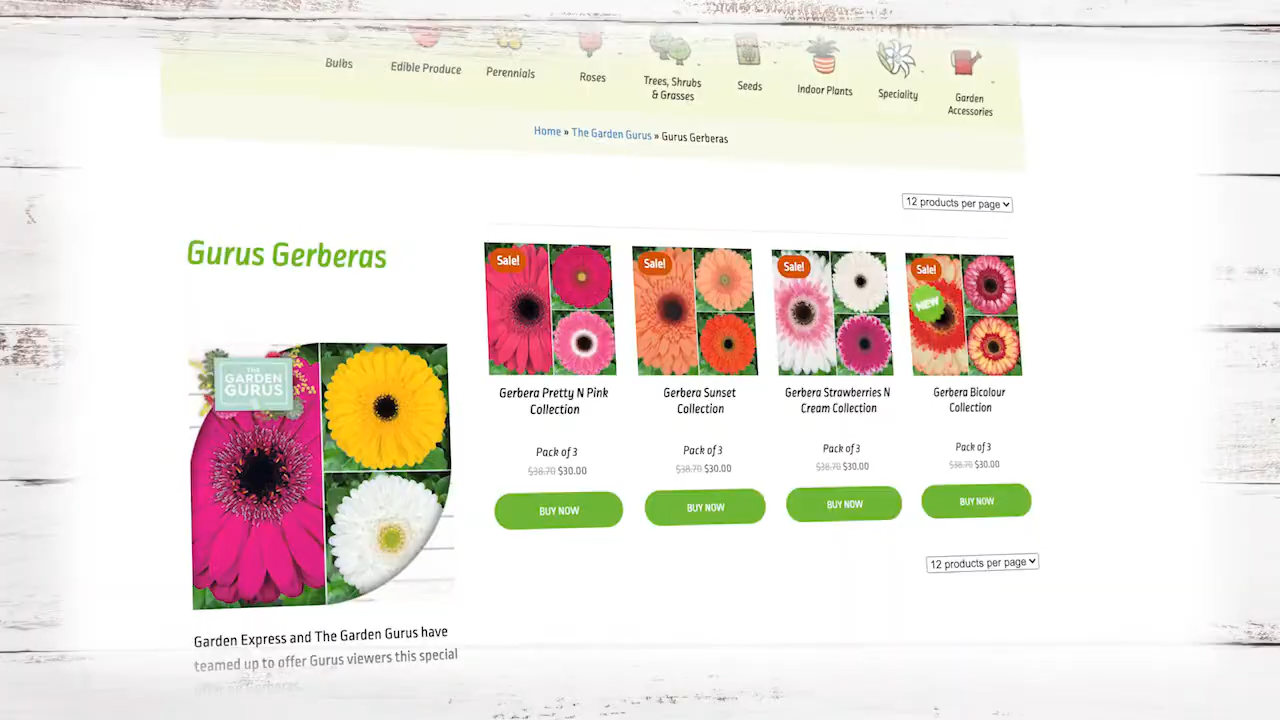 Bulbs
Edible Produce
Perennials
Roses
Trees, Shrubs
& Grasses
Seeds
Indoor Plants
Speciality
Garden
Accessories
Home » The Garden Gurus » Gurus Gerberas
12 products per page
Gurus Gerberas
THE
GARDEN
GURUS
Garden Express and The Garden Gurus have
teamed up to offer Gurus viewers this special
Sale!
Gerbera Pretty N Pink
Collection
Pack of 3
$38.70 $30.00
BUY NOW
Sale!
Gerbera Sunset
Collection
Pack of 3
$38.70 $30.00
BUY NOW
Sale!
Gerbera Strawberries N
Cream Collection
Pack of 3
$38.70 $30.00
BUY NOW
Sale!
NEW
Gerbera Bicolour
Collection
Pack of 3
$38.70 $30.00
BUY NOW
12 products per page